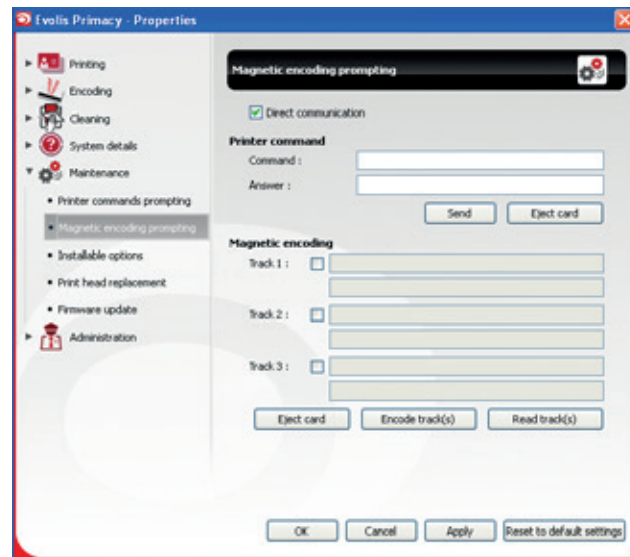 Evolis Primacy - Properties
Printing
Encoding
Cleaning
System details
Maintenance
Printer commands prompting
Magnetic encoding prompting
Installable options
Print head replacement
Firmware update
Administration
Magnetic encoding prompting
Direct communication
Printer command
Command :
Answer :
Send Eject card
Magnetic encoding
Track 1 :
Track 2 :
Track 3 :
Eject card Encode track(s) Read track(s)
OK Cancel Apply Reset to default settings